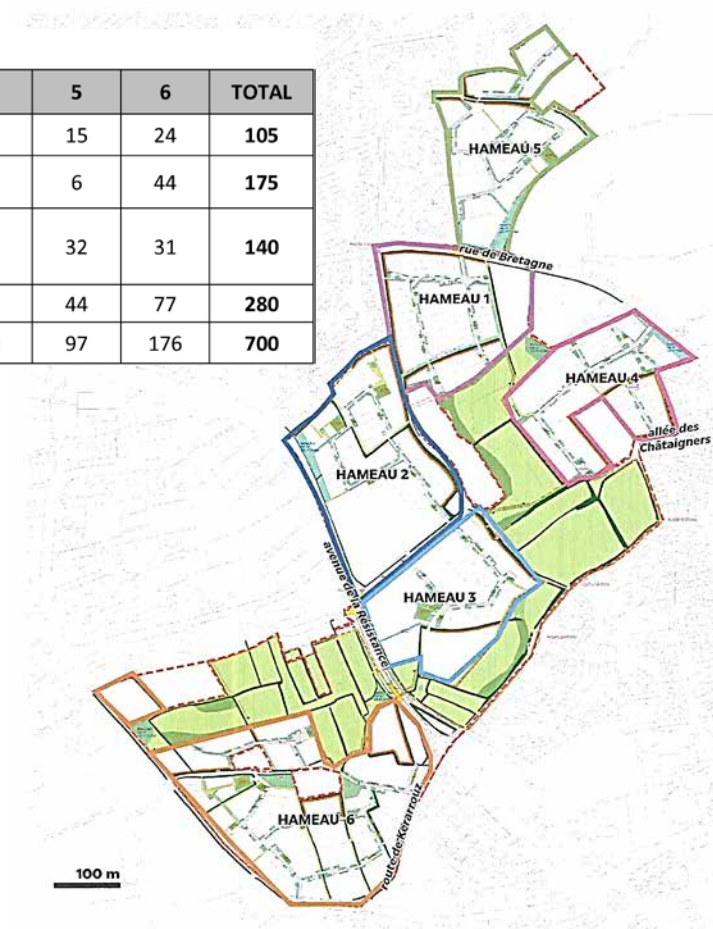 5 6 TOTAL
15 24 105
6 44 175
32 31 140
44 77 280
97 176 700
HAMEAU 5
rue de Bretagne
HAMEAU 1
HAMEAU 4
allée des
Châtaigners
HAMEAU 2
avenue de la Résistance
HAMEAU 3
HAMEAU 6
route de Kerarrouz
100 m